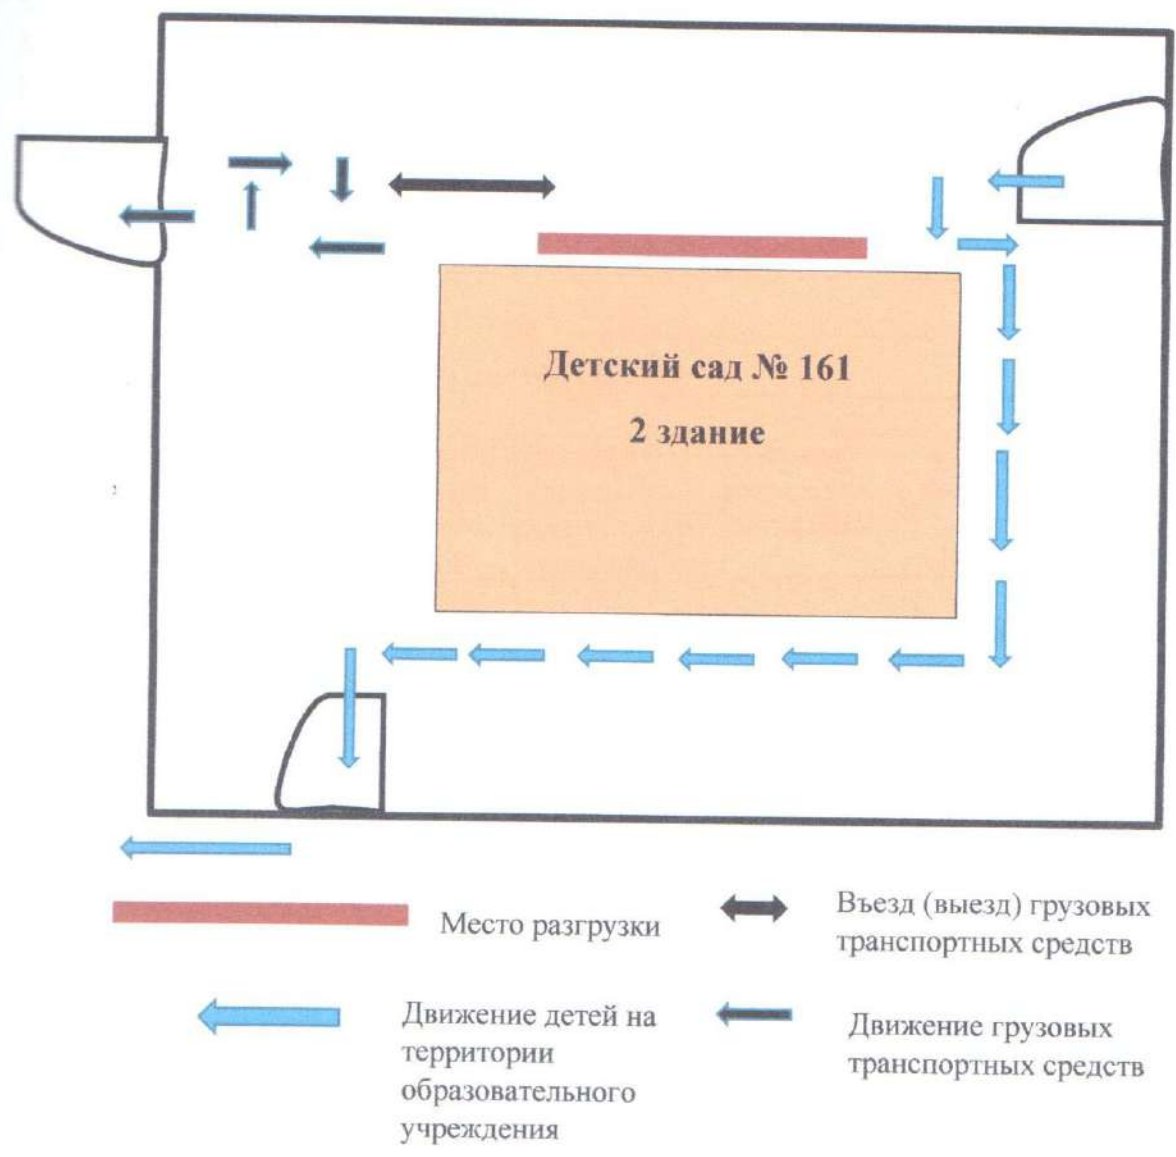 Детский сад № 161
2 здание
Место разгрузки
Въезд (выезд) грузовых
транспортных средств
Движение детей на
территории
образовательного
учреждения
Движение грузовых
транспортных средств